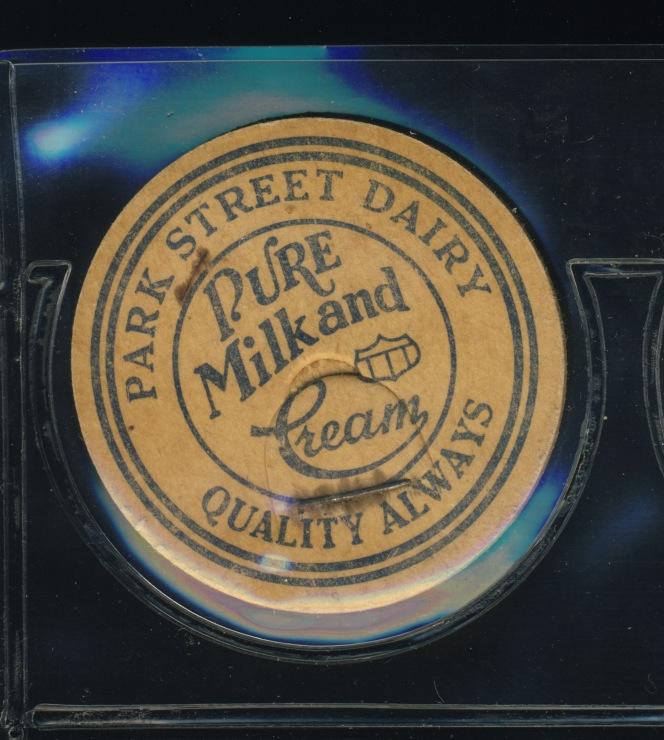 PARK STREET DAIRY
PURE
Milk and
Cream
QUALITY ALWAYS